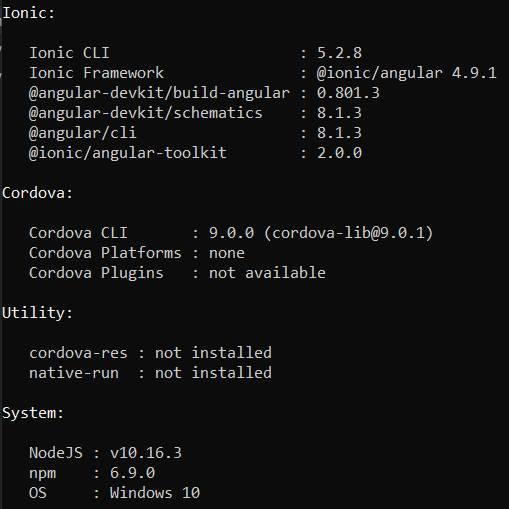 Ionic:
Ionic CLI : 5.2.8
Ionic Framework : @ionic/angular 4.9.1
@angular-devkit/build-angular : 0.801.3
@angular-devkit/schematics : 8.1.3
@angular/cli : 8.1.3
@ionic/angular-toolkit : 2.0.0
Cordova:
Cordova CLI : 9.0.0 (cordova-lib@9.0.1)
Cordova Platforms : none
Cordova Plugins : not available
Utility:
cordova-res : not installed
native-run : not installed
System:
NodeJS : v10.16.3
npm : 6.9.0
OS : Windows 10